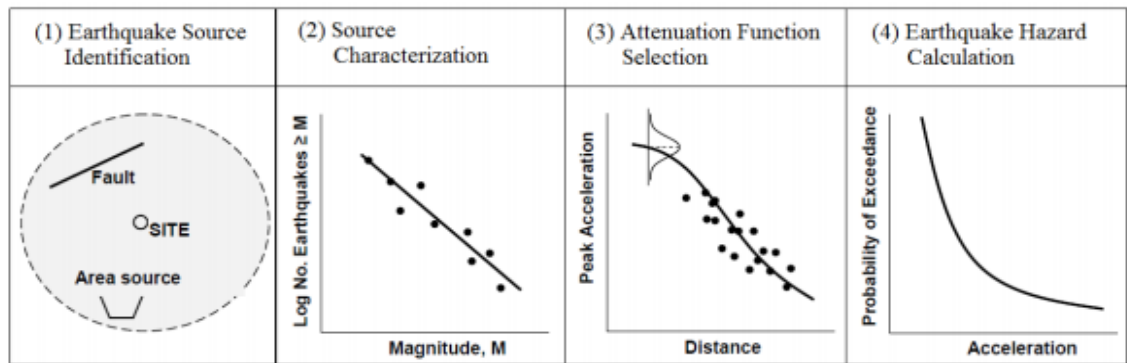 (1) Earthquake Source
Identification
(2) Source
Characterization
(3) Attenuation Function
Selection
(4) Earthquake Hazard
Calculation
Fault
SITE
Area source
Log No. Earthquakes ≥ M
Magnitude, M
Peak Acceleration
Distance
Probability of Exceedance
Acceleration